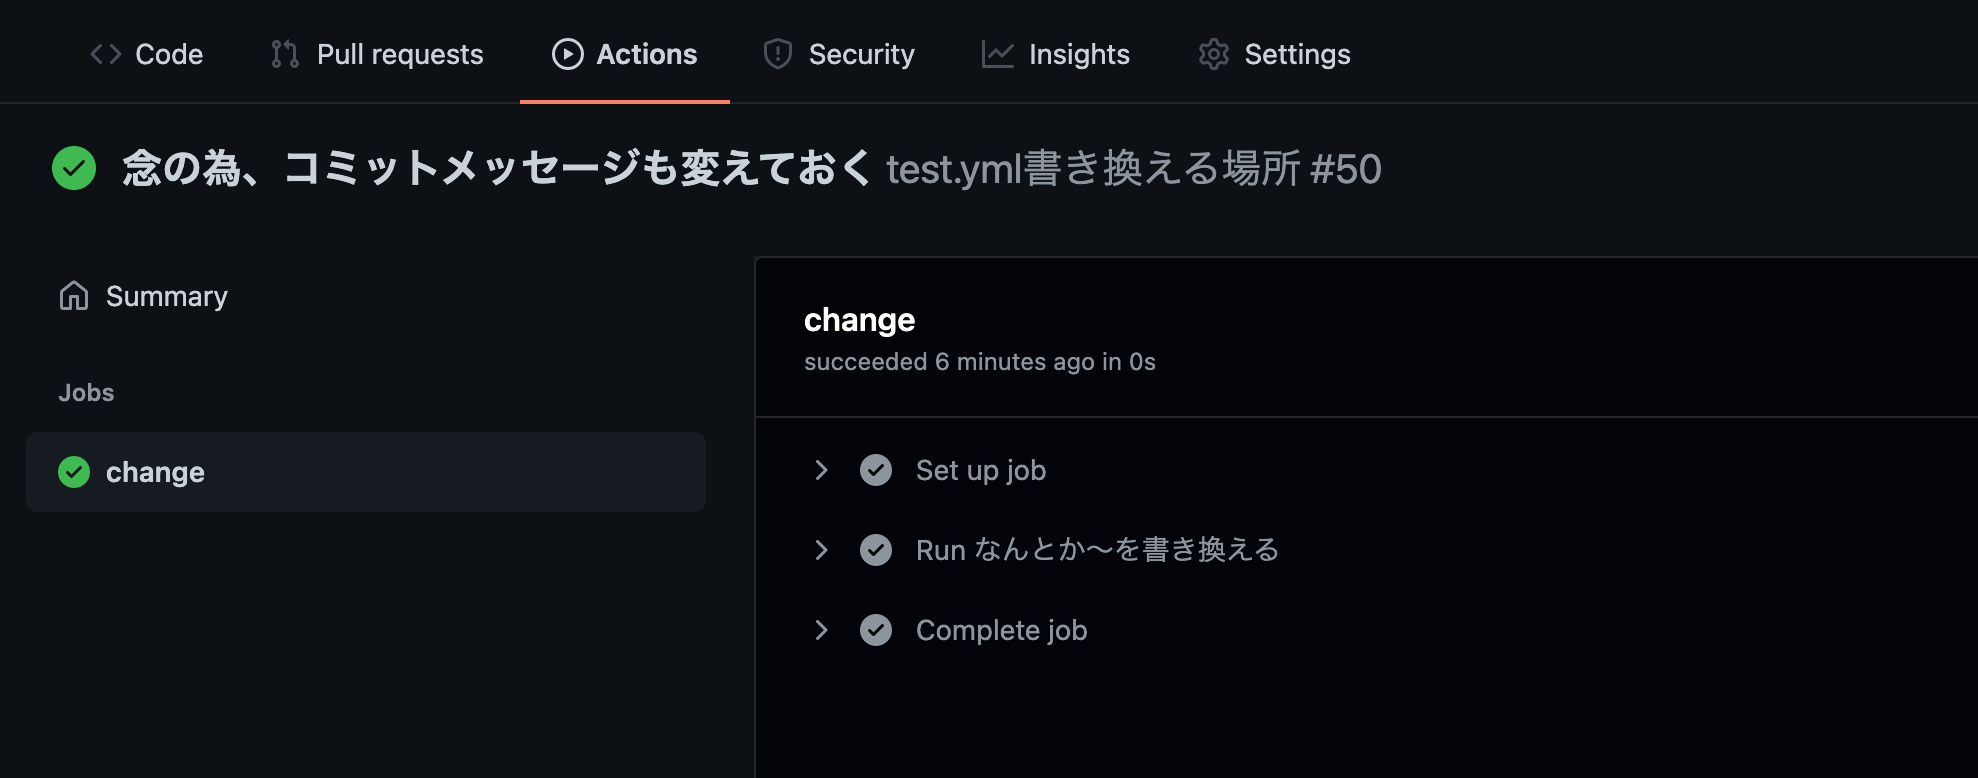 Code Pull requests Actions Security Insights Settings
念の為、コミットメッセージも変えておく test.yml書き換える場所 #50
Summary
Jobs
change
change
succeeded 6 minutes ago in 0s
Set up job
Run なんとか〜を書き換える
Complete job